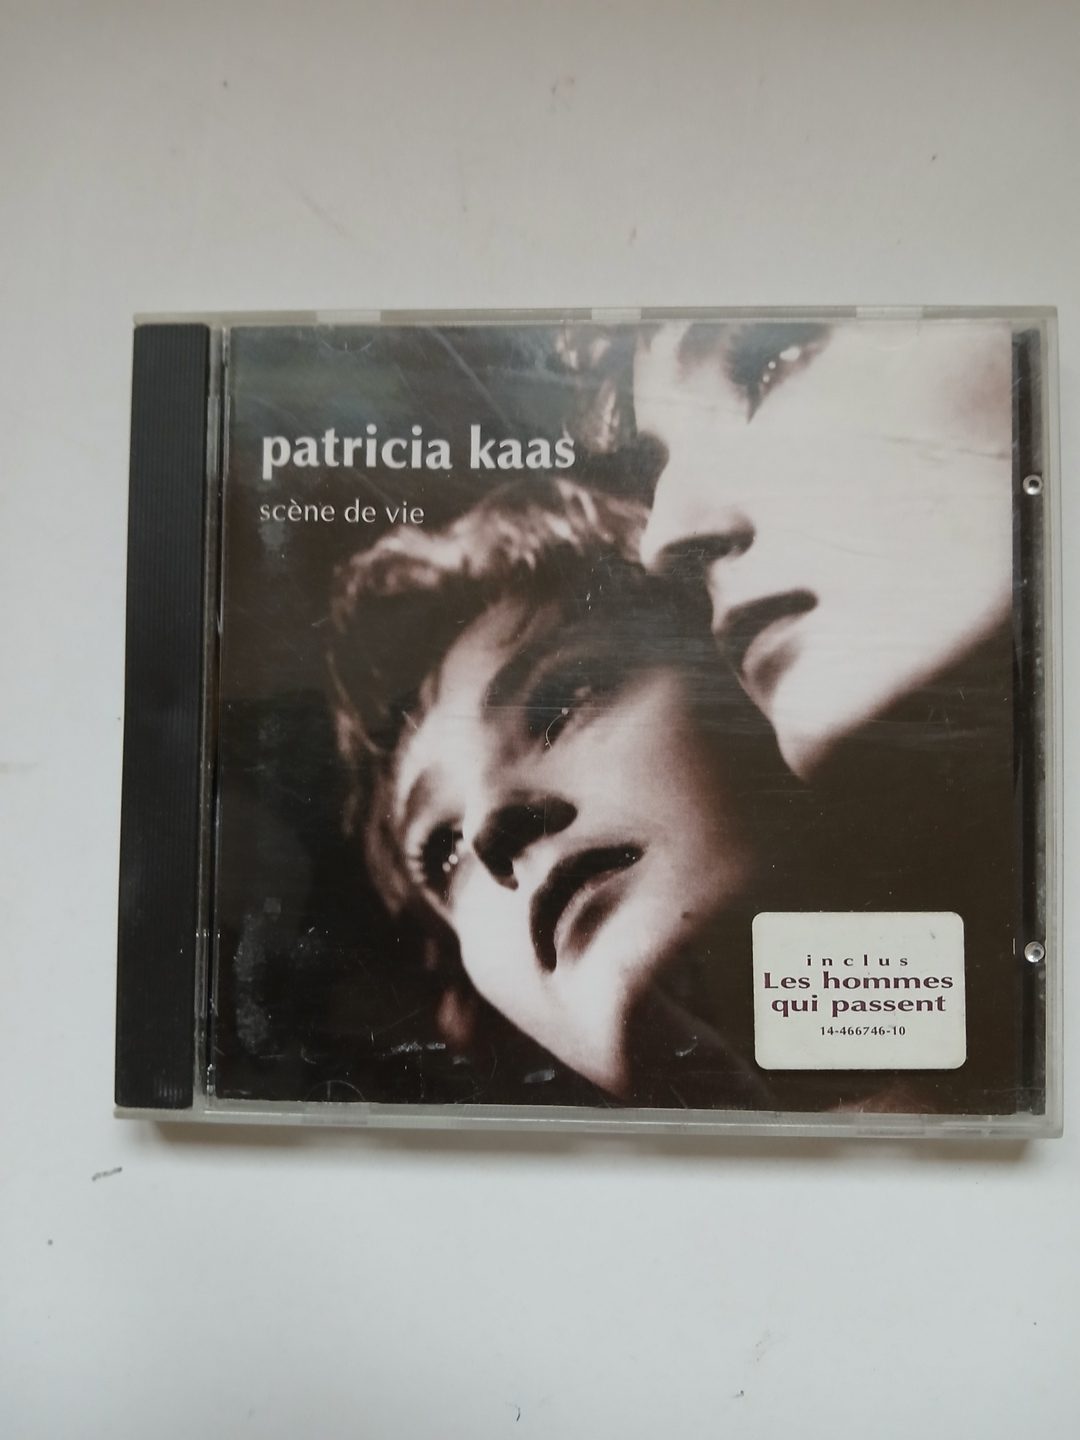 patricia kaas
scène de vie
inclus
Les hommes
qui passent
14-466746-10